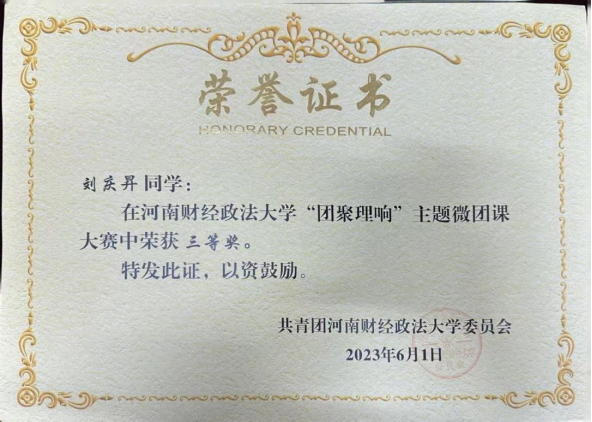 荣誉证书
HONORARY CREDENTIAL
刘庆昇同学：
在河南财经政法大学“团聚理响”主题微团课
大赛中荣获三等奖。
特发此证，以资鼓励。
共青团河南财经政法大学委员会
2023年6月1日